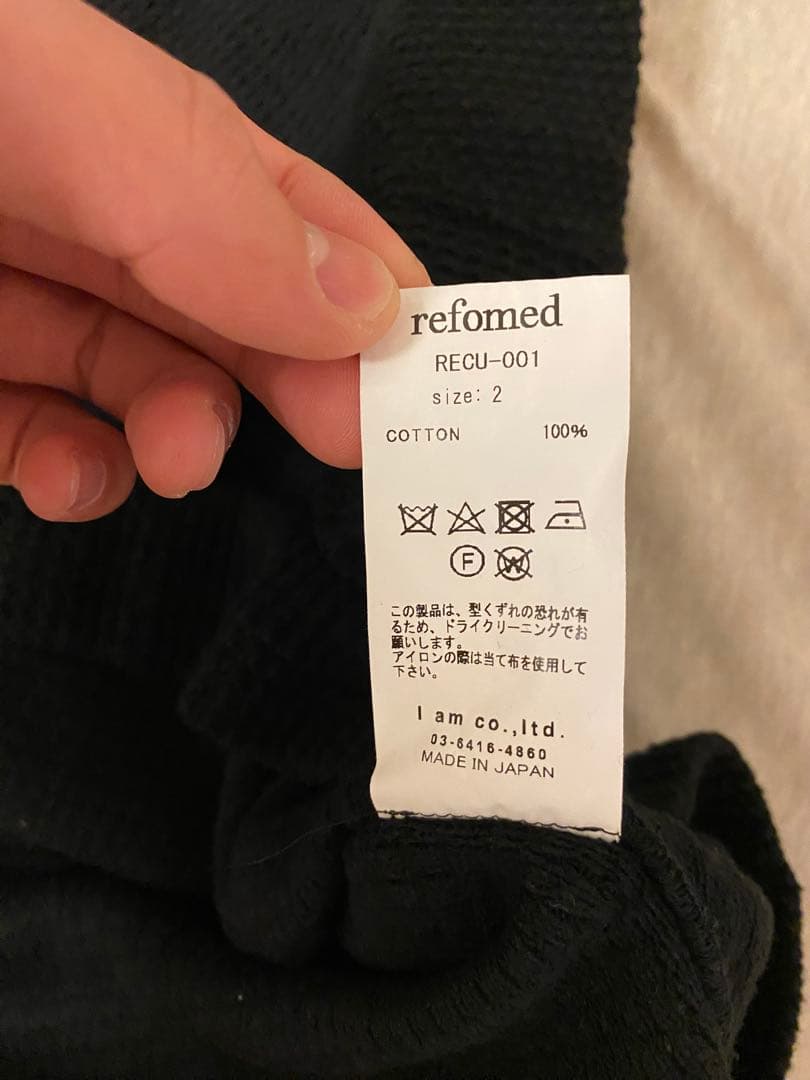 refomed
RECU-001
size: 2
COTTON 100%
F
W
この製品は、型くずれの恐れが有
るため、ドライクリーニングでお
願いします。
アイロンの際は当て布を使用して
下さい。
I am co.,ltd.
03-6416-4860
MADE IN JAPAN